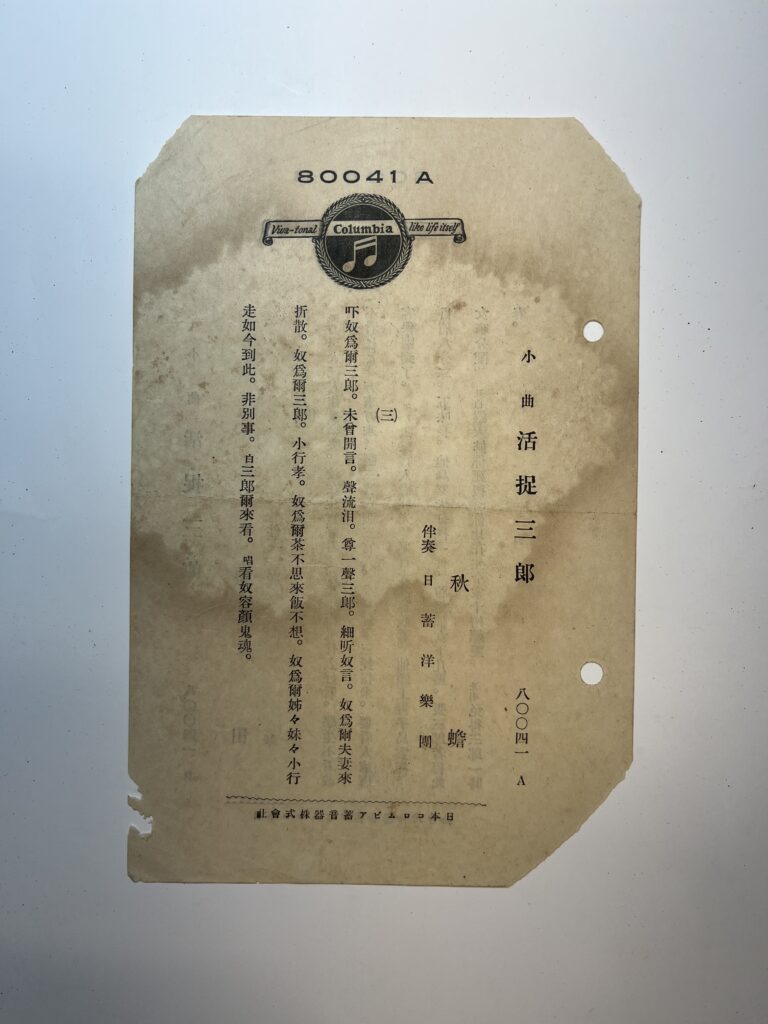 80041 A
Viva-tonal Columbia like life itself
小曲 活捉三郎 八〇〇四一 A
秋蟾
伴奏 日蓄洋樂團
(三)
吓奴爲爾三郎。未曾開言。聲流泪。尊一聲三郎。細听奴言。奴爲爾夫妻來
折散。奴爲爾三郎。小行孝。奴爲爾茶不思來飯不想。奴爲爾姊々妹々小行
走如今到此。非別事。白三郎爾來看。唱看奴容顏鬼魂。
社會式株器音蓄アビムロコ本日